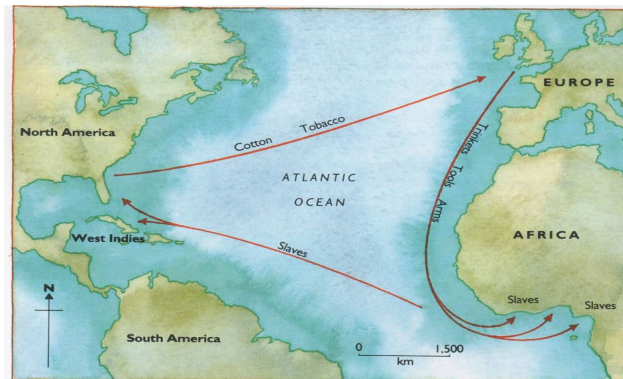 EUROPE
North America
Cotton Tobacco
Trinkets Tools Arms
ATLANTIC
OCEAN
AFRICA
West Indies
Slaves
N
Slaves
Slaves
South America
0 1,500
km